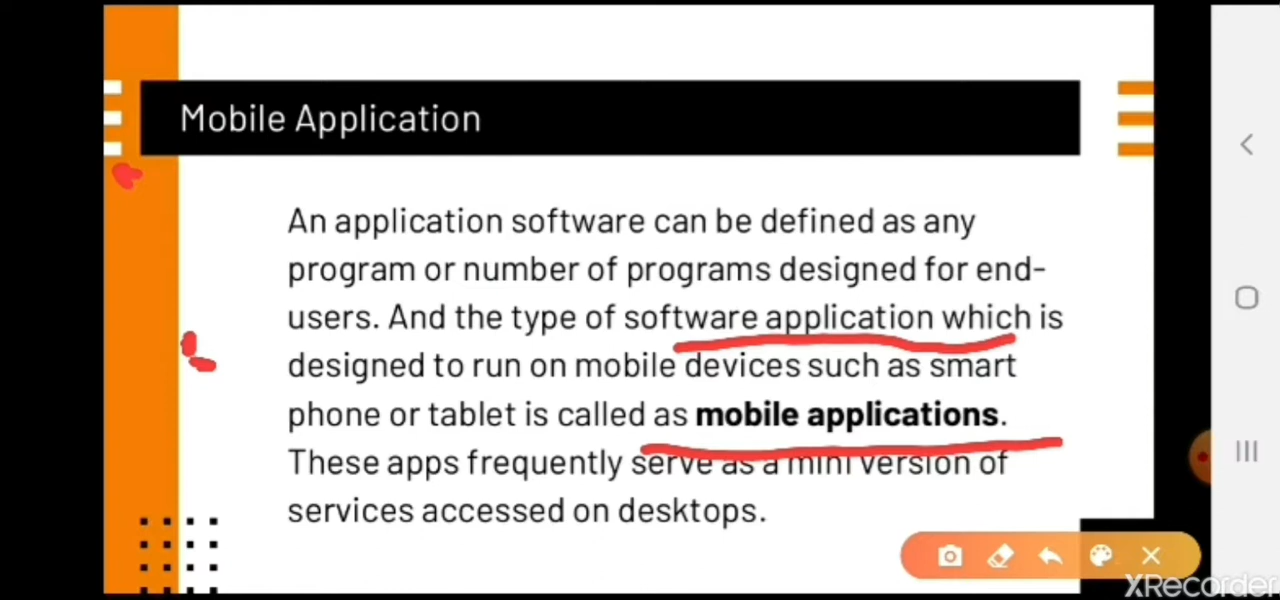 Mobile Application
An application software can be defined as any
program or number of programs designed for end-
users. And the type of software application which is
designed to run on mobile devices such as smart
phone or tablet is called as mobile applications.
These apps frequently serve as a mini version of
services accessed on desktops.
XRecorder